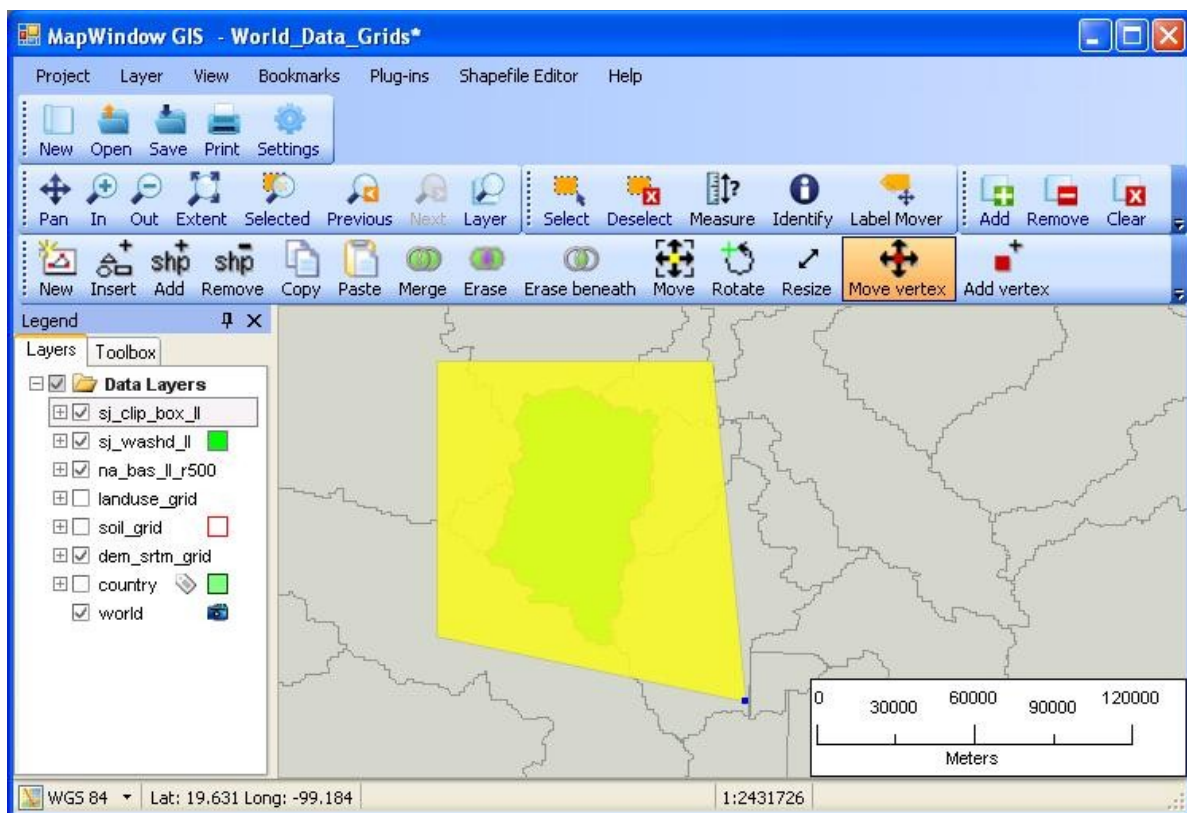 MapWindow GIS - World_Data_Grids*
Project Layer View Bookmarks Plug-ins Shapefile Editor Help
New Open Save Print Settings
Pan In Out Extent Selected Previous Next Layer Select Deselect Measure Identify Label Mover Add Remove Clear
shp shp
New Insert Add Remove Copy Paste Merge Erase Erase beneath Move Rotate Resize Move vertex Add vertex
Legend
Layers Toolbox
Data Layers
sj_clip_box_ll
sj_washd_ll
na_bas_ll_r500
landuse_grid
soil_grid
dem_srtm_grid
country
world
0 30000 60000 90000 120000
Meters
WGS 84 Lat: 19.631 Long: -99.184 1:2431726